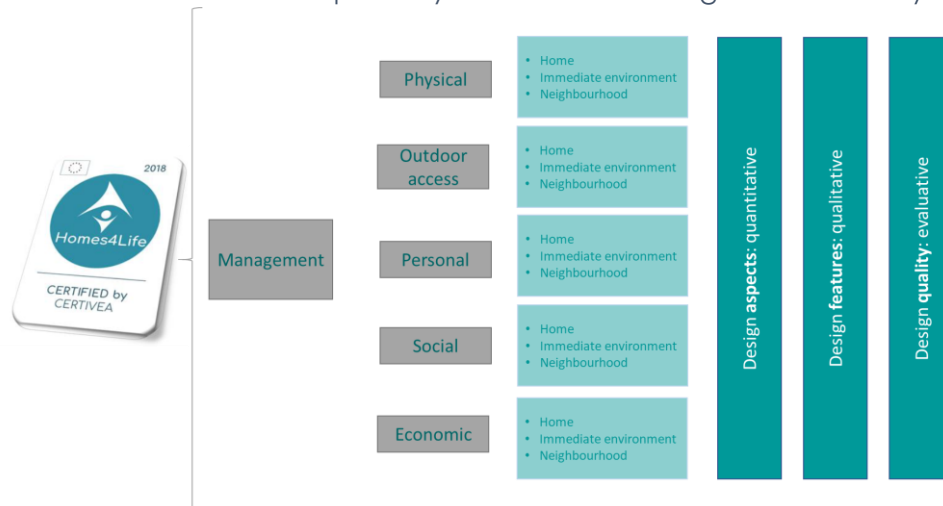 2018
Homes4Life
CERTIFIED by
CERTIVEA
Management
Physical
• Home
• Immediate environment
• Neighbourhood
Outdoor
access
• Home
• Immediate environment
• Neighbourhood
Personal
• Home
• Immediate environment
• Neighbourhood
Social
• Home
• Immediate environment
• Neighbourhood
Economic
• Home
• Immediate environment
• Neighbourhood
Design aspects: quantitative
Design features: qualitative
Design quality: evaluative